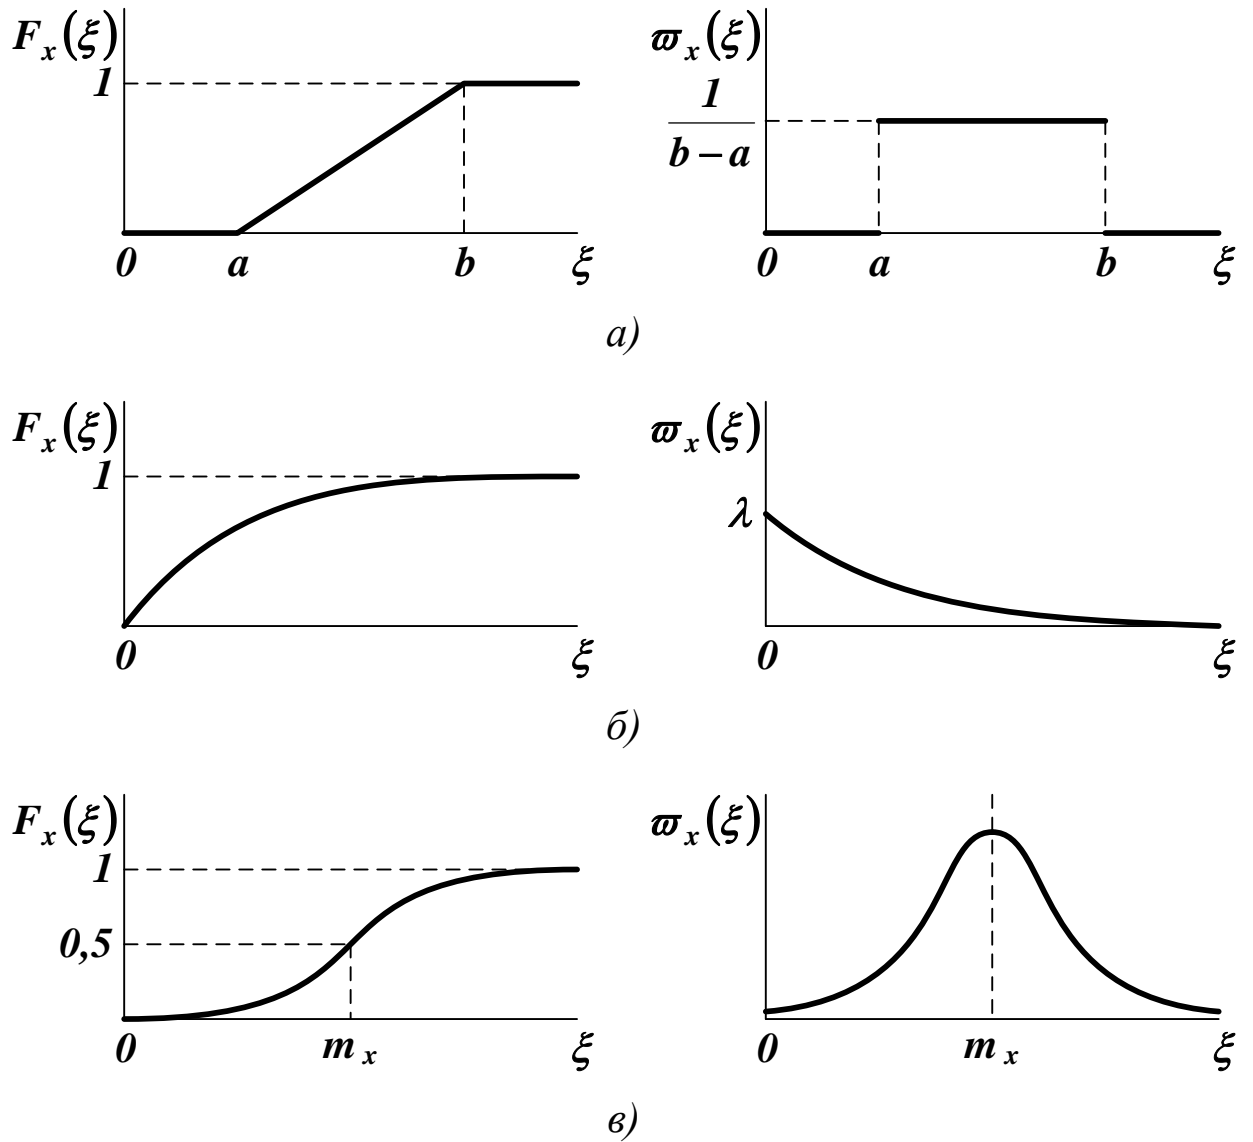 F_x(ξ) ϖ_x(ξ)
1 1
b − a
0 a b ξ 0 a b ξ
а)
F_x(ξ) ϖ_x(ξ)
1
λ
0 ξ 0 ξ
б)
F_x(ξ) ϖ_x(ξ)
1
0,5
0 m_x ξ 0 m_x ξ
в)